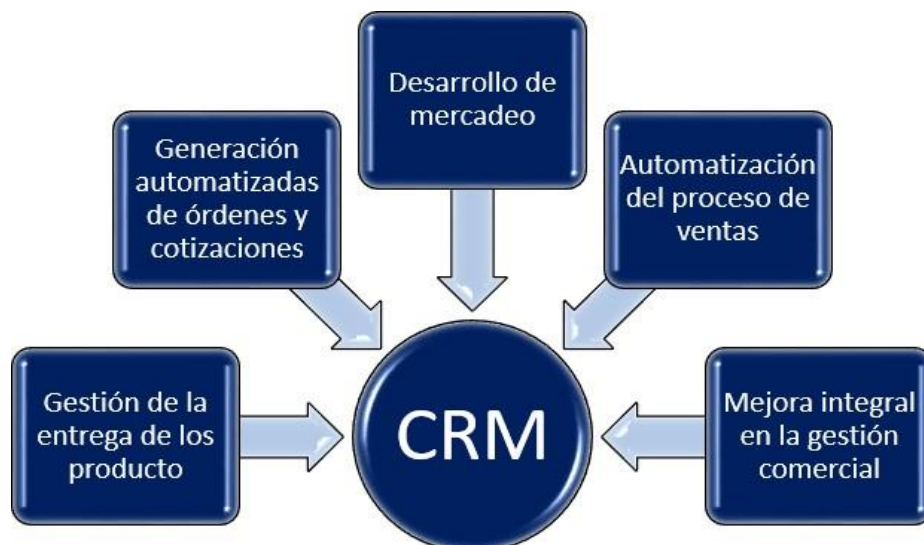 Desarrollo de
mercadeo
Generación
automatizadas
de órdenes y
cotizaciones
Automatización
del proceso de
ventas
Gestión de la
entrega de los
producto
CRM
Mejora integral
en la gestión
comercial